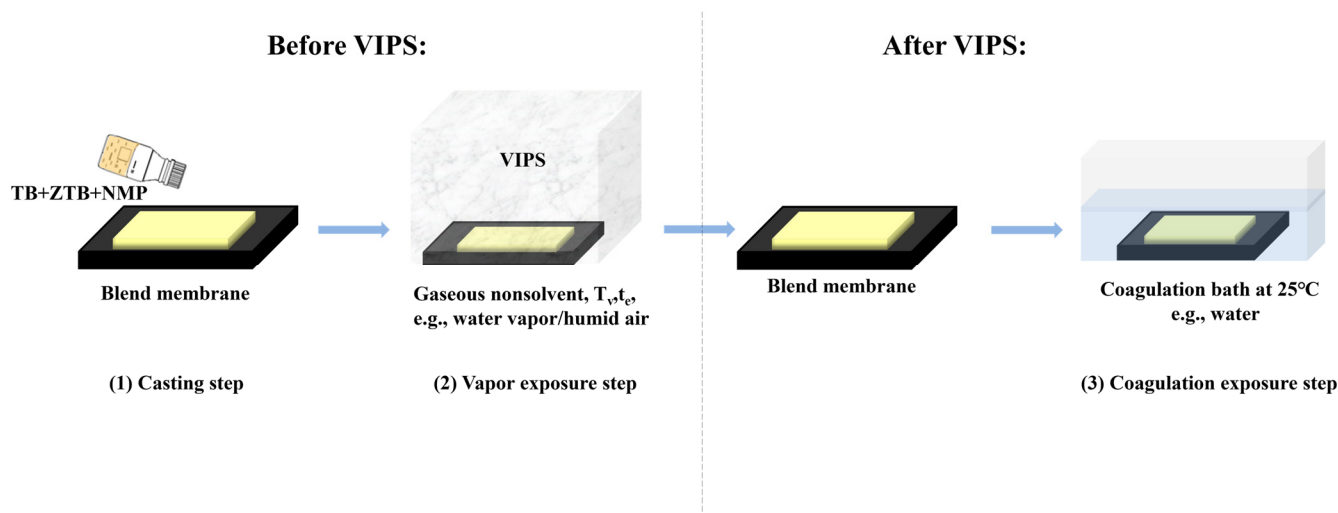 Before VIPS:
After VIPS:
TB+ZTB+NMP
VIPS
Blend membrane
Gaseous nonsolvent, Tᵥ,tₑ,
e.g., water vapor/humid air
Blend membrane
Coagulation bath at 25℃
e.g., water
(1) Casting step
(2) Vapor exposure step
(3) Coagulation exposure step